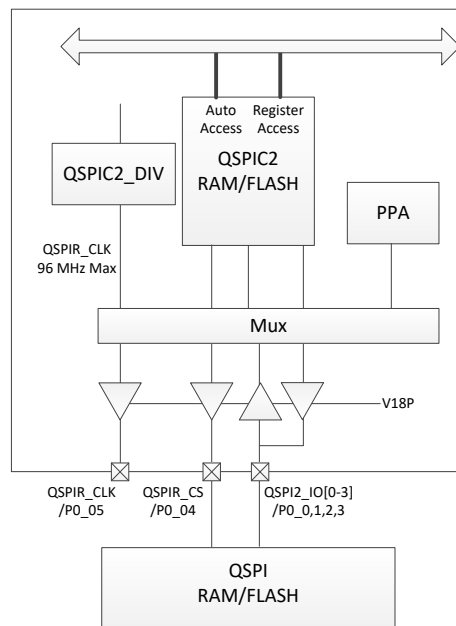 Auto Access
Register Access
QSPIC2
RAM/FLASH
QSPIC2_DIV
PPA
QSPIR_CLK
96 MHz Max
Mux
V18P
QSPIR_CLK
/P0_05
QSPIR_CS
/P0_04
QSPI2_IO[0-3]
/P0_0,1,2,3
QSPI
RAM/FLASH